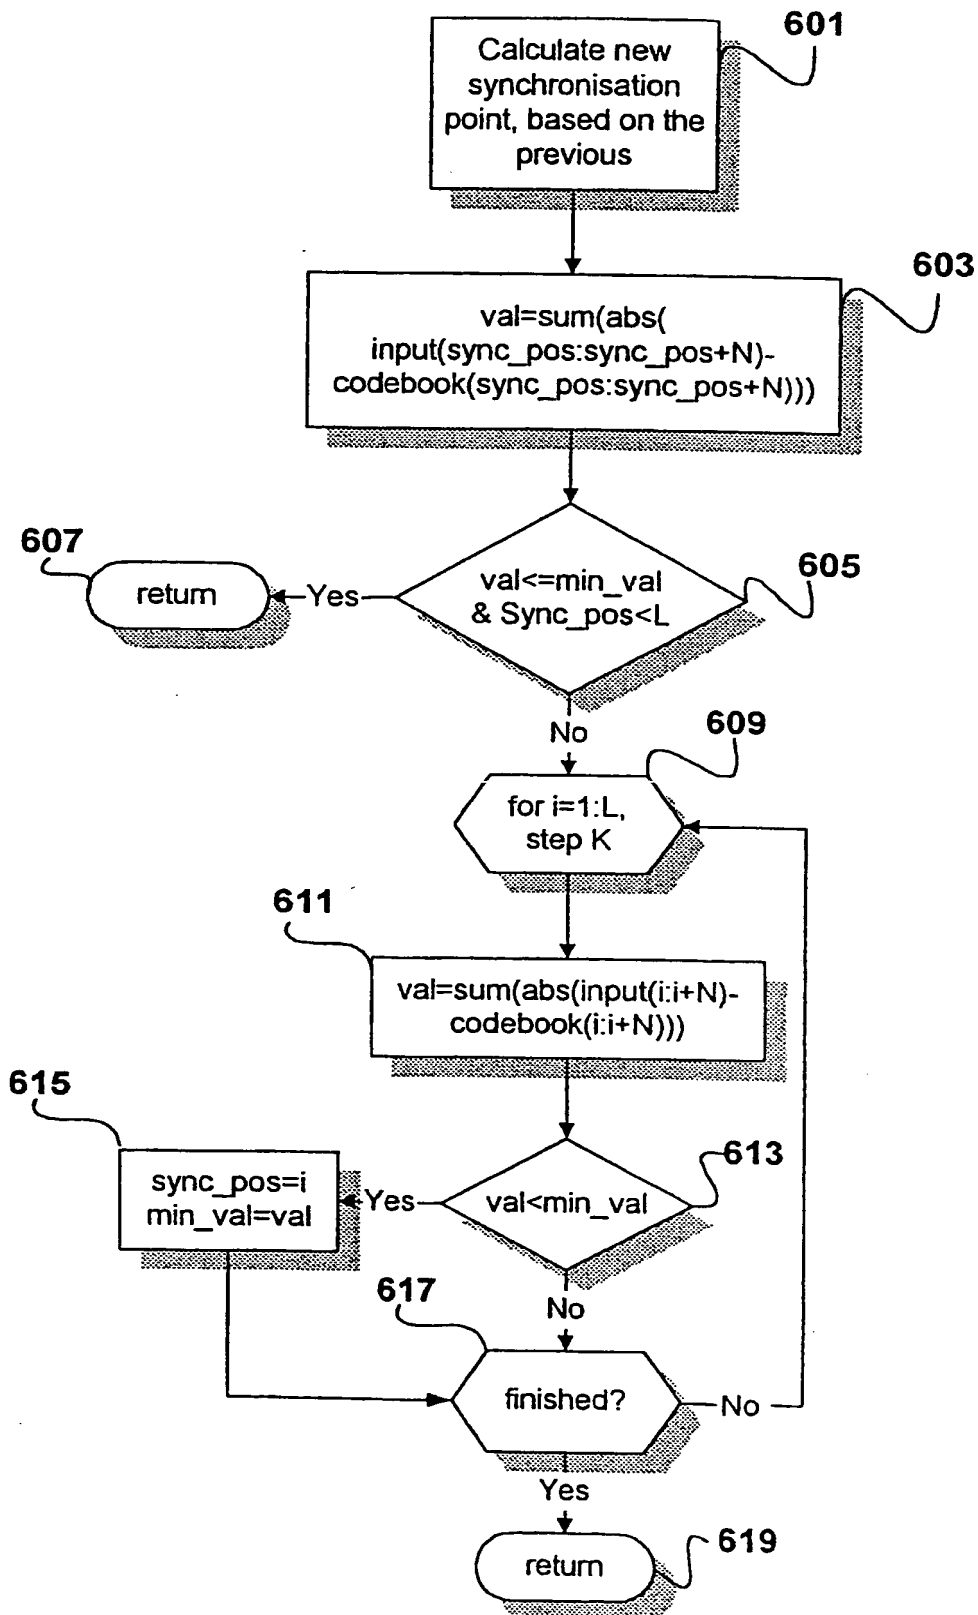 601
Calculate new
synchronisation
point, based on the
previous
603
val=sum(abs(
input(sync_pos:sync_pos+N)-
codebook(sync_pos:sync_pos+N)))
607
return
Yes
val<=min_val
& Sync_pos<L
605
No
609
for i=1:L,
step K
611
val=sum(abs(input(i:i+N)-
codebook(i:i+N)))
615
sync_pos=i
min_val=val
Yes
val<min_val
613
617
No
finished?
No
Yes
return
619